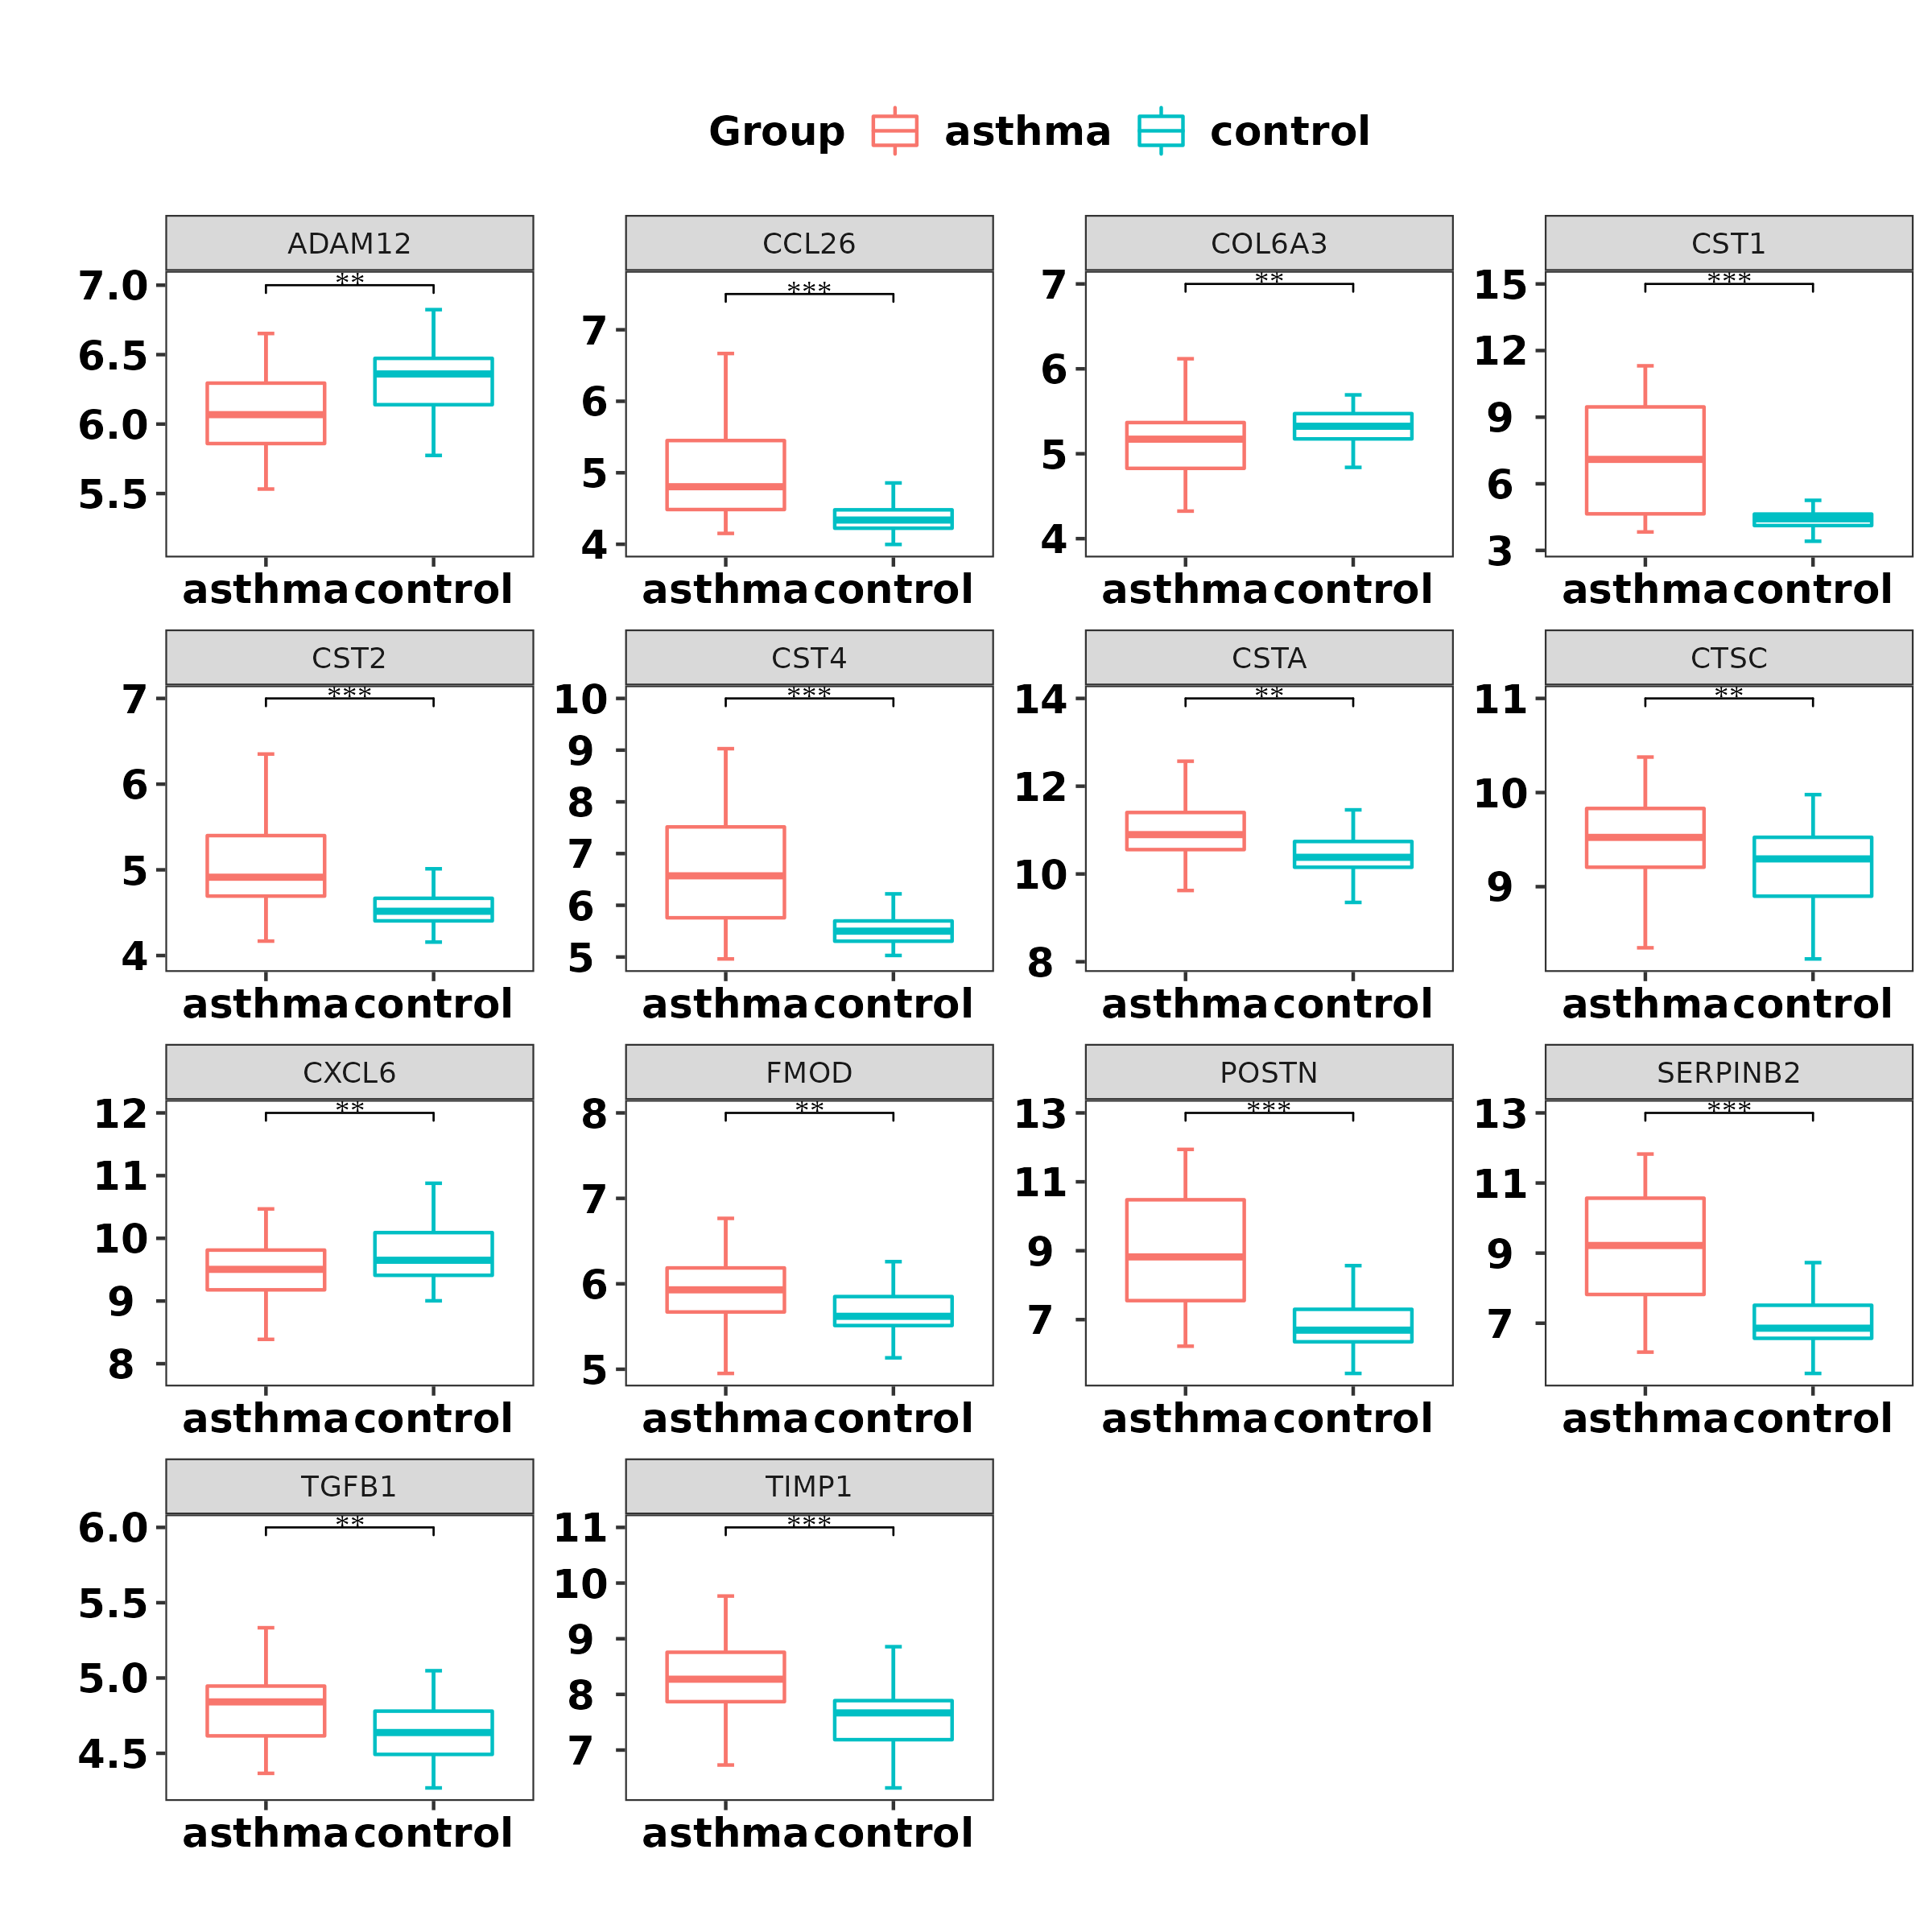 Group asthma control
ADAM12 CCL26 COL6A3 CST1
** *** ** ***
7.0 6.5 6.0 5.5
7 6 5 4
7 6 5 4
15 12 9 6 3
asthma control asthma control asthma control asthma control
CST2 CST4 CSTA CTSC
*** *** ** **
7 6 5 4
10 9 8 7 6 5
14 12 10 8
11 10 9
asthma control asthma control asthma control asthma control
CXCL6 FMOD POSTN SERPINB2
** ** *** ***
12 11 10 9 8
8 7 6 5
13 11 9 7
13 11 9 7
asthma control asthma control asthma control asthma control
TGFB1 TIMP1
** ***
6.0 5.5 5.0 4.5
11 10 9 8 7
asthma control asthma control